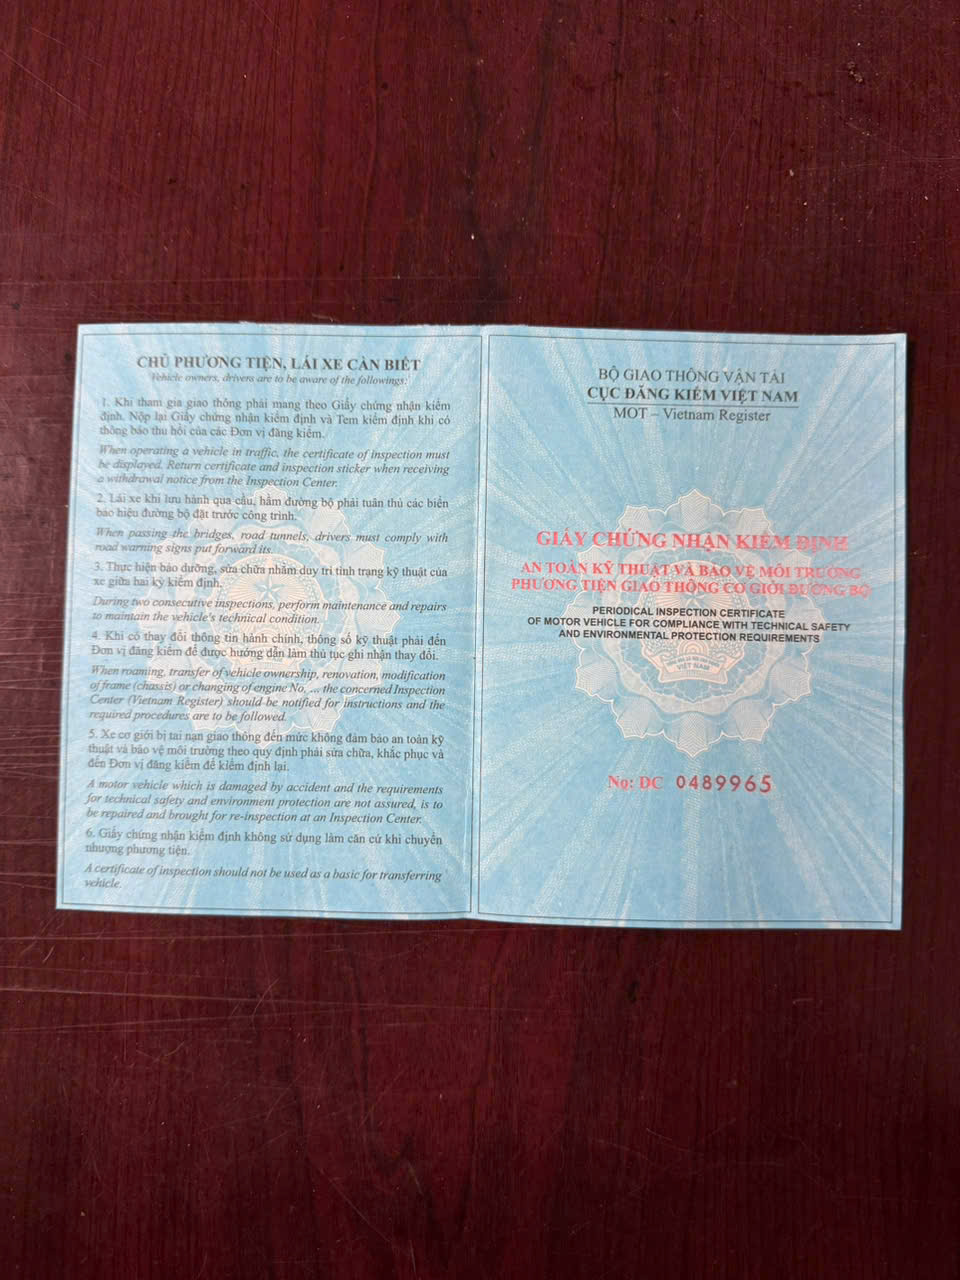 CHỦ PHƯƠNG TIỆN, LÁI XE CẦN BIẾT
Vehicle owners, drivers are to be aware of the followings:
1. Khi tham gia giao thông phải mang theo Giấy chứng nhận kiểm
định. Nộp lại Giấy chứng nhận kiểm định và Tem kiểm định khi có
thông báo thu hồi của các Đơn vị đăng kiểm.
When operating a vehicle in traffic, the certificate of inspection must
be displayed. Return certificate and inspection sticker when receiving
a withdrawal notice from the Inspection Center.
2. Lái xe khi lưu hành qua cầu, hầm đường bộ phải tuân thủ các biển
báo hiệu đường bộ đặt trước công trình.
When passing the bridges, road tunnels, drivers must comply with
road warning signs put forward its.
3. Thực hiện bảo dưỡng, sửa chữa nhằm duy trì tình trạng kỹ thuật của
xe giữa hai kỳ kiểm định.
During two consecutive inspections, perform maintenance and repairs
to maintain the vehicle's technical condition.
4. Khi có thay đổi thông tin hành chính, thông số kỹ thuật phải đến
Đơn vị đăng kiểm để được hướng dẫn làm thủ tục ghi nhận thay đổi.
When roaming, transfer of vehicle ownership, renovation, modification
of frame (chassis) or changing of engine No, ... the concerned Inspection
Center (Vietnam Register) should be notified for instructions and the
required procedures are to be followed.
5. Xe cơ giới bị tai nạn giao thông đến mức không đảm bảo an toàn kỹ
thuật và bảo vệ môi trường theo quy định phải sửa chữa, khắc phục và
đến Đơn vị đăng kiểm để kiểm định lại.
A motor vehicle which is damaged by accident and the requirements
for technical safety and environment protection are not assured, is to
be repaired and brought for re-inspection at an Inspection Center.
6. Giấy chứng nhận kiểm định không sử dụng làm căn cứ khi chuyển
nhượng phương tiện.
A certificate of inspection should not be used as a basic for transferring
vehicle.
BỘ GIAO THÔNG VẬN TẢI
CỤC ĐĂNG KIỂM VIỆT NAM
MOT – Vietnam Register
GIẤY CHỨNG NHẬN KIỂM ĐỊNH
AN TOÀN KỸ THUẬT VÀ BẢO VỆ MÔI TRƯỜNG
PHƯƠNG TIỆN GIAO THÔNG CƠ GIỚI ĐƯỜNG BỘ
PERIODICAL INSPECTION CERTIFICATE
OF MOTOR VEHICLE FOR COMPLIANCE WITH TECHNICAL SAFETY
AND ENVIRONMENTAL PROTECTION REQUIREMENTS
VIỆT NAM
No: DC 0489965